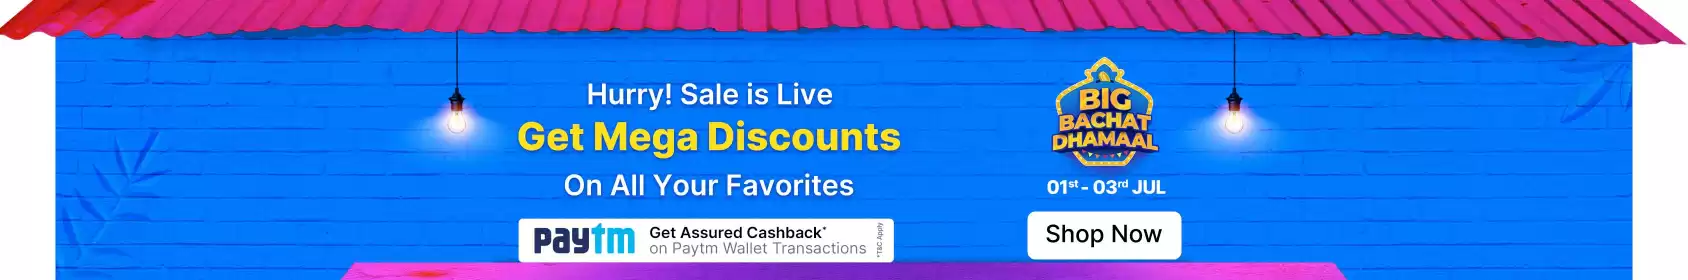 Hurry! Sale is Live
Get Mega Discounts
On All Your Favorites
paytm
Get Assured Cashback*
on Paytm Wallet Transactions
*T&C Apply
BIG
BACHAT
DHAMAAL
01st - 03rd JUL
Shop Now